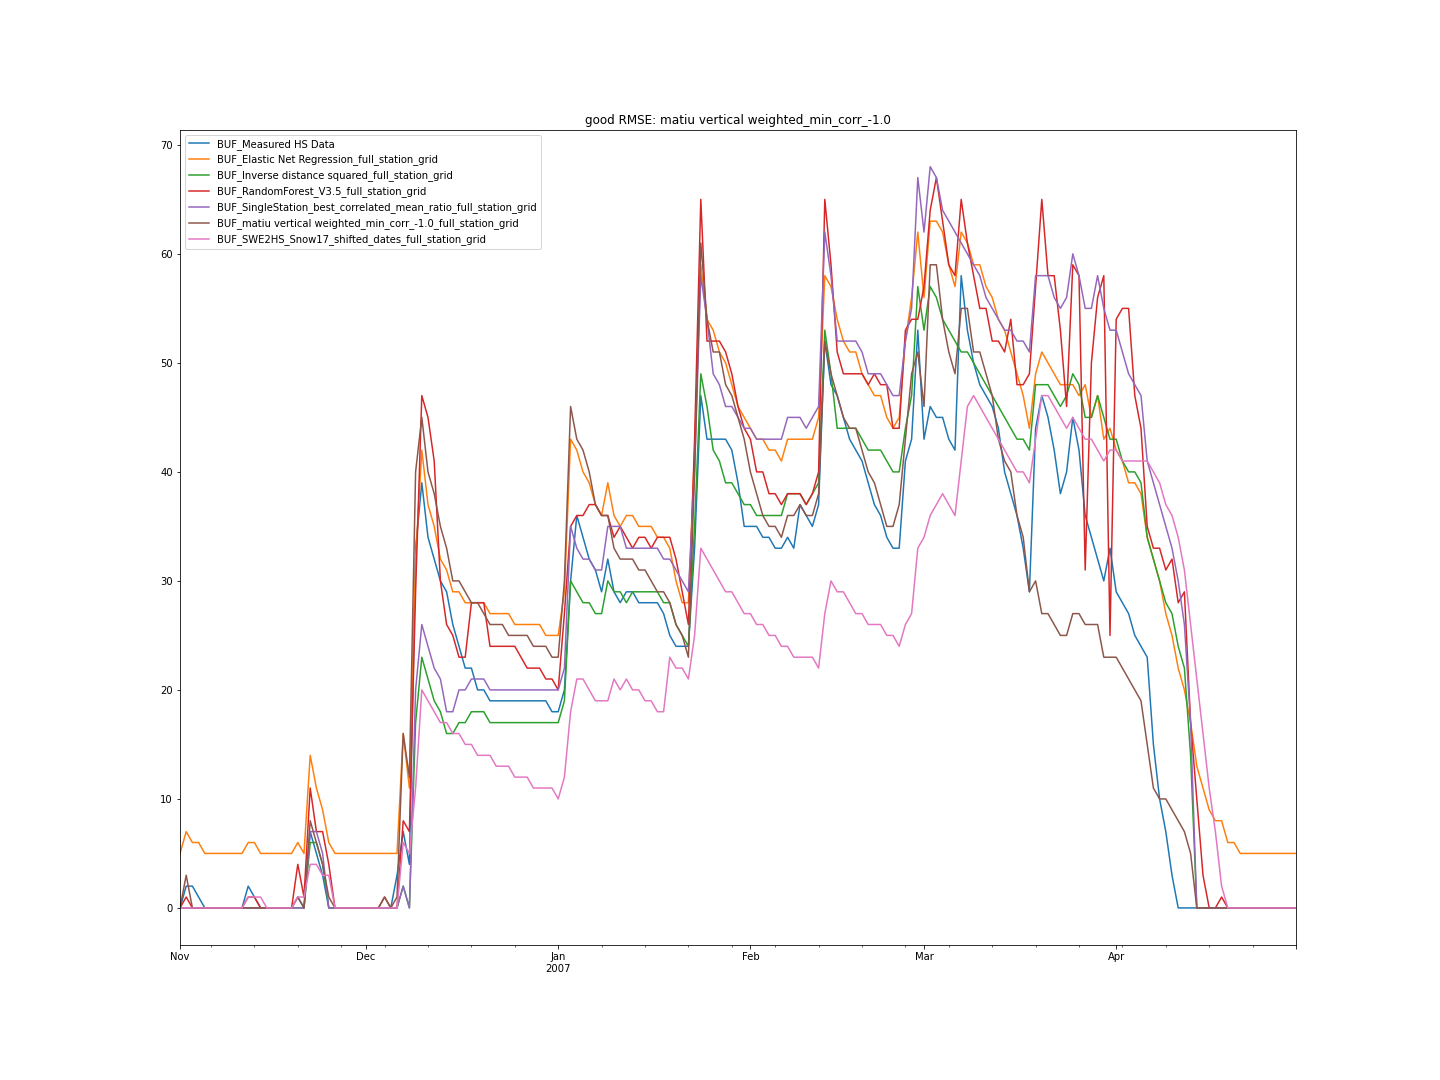 good RMSE: matiu vertical weighted_min_corr_-1.0
70
60
50
40
30
20
10
0
BUF_Measured HS Data
BUF_Elastic Net Regression_full_station_grid
BUF_Inverse distance squared_full_station_grid
BUF_RandomForest_V3.5_full_station_grid
BUF_SingleStation_best_correlated_mean_ratio_full_station_grid
BUF_matiu vertical weighted_min_corr_-1.0_full_station_grid
BUF_SWE2HS_Snow17_shifted_dates_full_station_grid
Nov Dec Jan Feb Mar Apr
2007